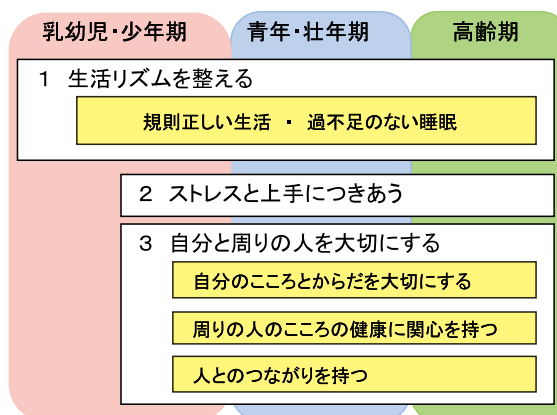 乳幼児・少年期 青年・壮年期 高齢期
1 生活リズムを整える
規則正しい生活 ・ 過不足のない睡眠
2 ストレスと上手につきあう
3 自分と周りの人を大切にする
自分のこころとからだを大切にする
周りの人のこころの健康に関心を持つ
人とのつながりを持つ